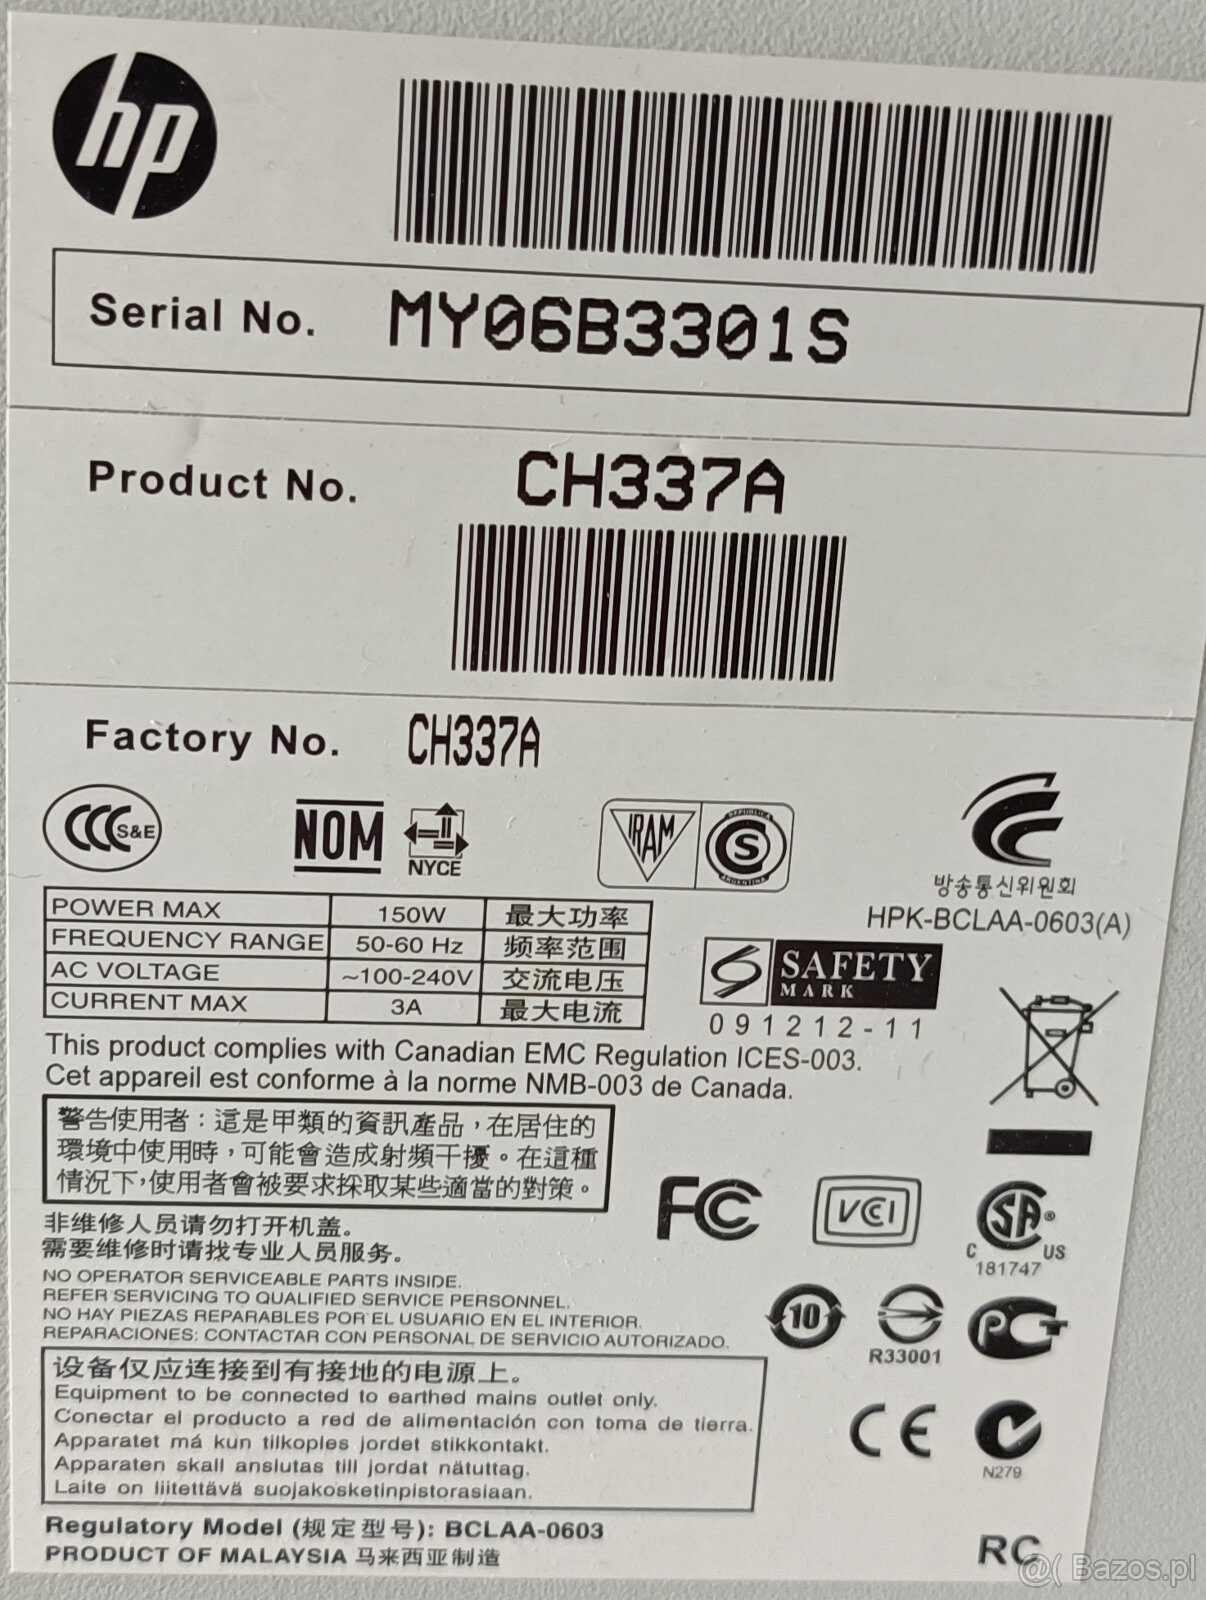 hp
Serial No. MY06B3301S
Product No. CH337A
Factory No. CH337A
CCC S&E
NOM
NYCE
IRAM
REPUBLICA
S
ARGENTINA
방송통신위원회
HPK-BCLAA-0603(A)
POWER MAX 150W 最大功率
FREQUENCY RANGE 50-60 Hz 频率范围
AC VOLTAGE ~100-240V 交流电压
CURRENT MAX 3A 最大电流
SAFETY
MARK
091212-11
This product complies with Canadian EMC Regulation ICES-003.
Cet appareil est conforme à la norme NMB-003 de Canada.
警告使用者：這是甲類的資訊產品，在居住的
環境中使用時，可能會造成射頻干擾。在這種
情況下，使用者會被要求採取某些適當的對策。
非维修人员请勿打开机盖。
需要维修时请找专业人员服务。
NO OPERATOR SERVICEABLE PARTS INSIDE.
REFER SERVICING TO QUALIFIED SERVICE PERSONNEL.
NO HAY PIEZAS REPARABLES POR EL USUARIO EN EL INTERIOR.
REPARACIONES: CONTACTAR CON PERSONAL DE SERVICIO AUTORIZADO.
FC
VCCI
SA®
C US
181747
10
R33001
PCT
设备仅应连接到有接地的电源上。
Equipment to be connected to earthed mains outlet only.
Conectar el producto a red de alimentación con toma de tierra.
Apparatet må kun tilkoples jordet stikkontakt.
Apparaten skall anslutas till jordat nätuttag.
Laite on liitettävä suojakosketinpistorasiaan.
CE
N279
Regulatory Model (规定型号): BCLAA-0603
PRODUCT OF MALAYSIA 马来西亚制造
RC
@( Bazos.pl